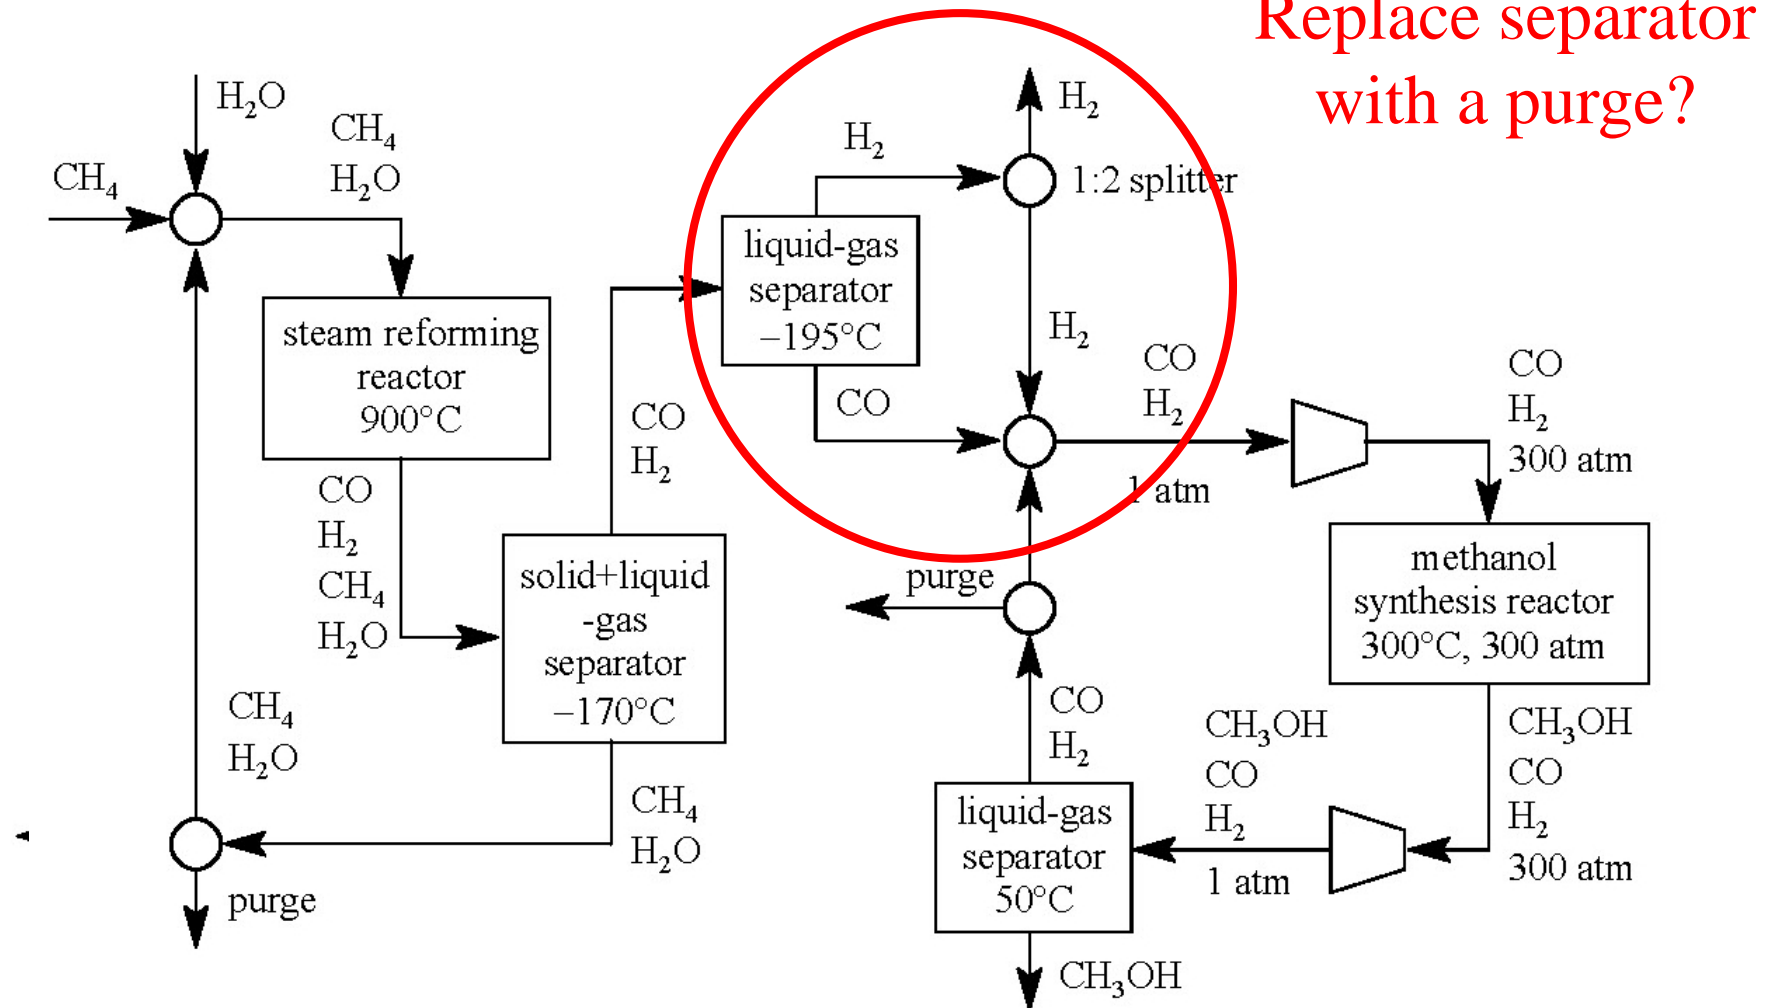 Replace separator
with a purge?
H₂O
CH₄
CH₄
H₂O
steam reforming
reactor
900°C
CO
H₂
CH₄
H₂O
solid+liquid
-gas
separator
−170°C
CH₄
H₂O
CH₄
H₂O
purge
CO
H₂
liquid-gas
separator
−195°C
H₂
H₂
1:2 splitter
H₂
CO
CO
H₂
1 atm
CO
H₂
300 atm
methanol
synthesis reactor
300°C, 300 atm
CH₃OH
CO
H₂
300 atm
CH₃OH
CO
H₂
1 atm
liquid-gas
separator
50°C
CO
H₂
purge
CH₃OH